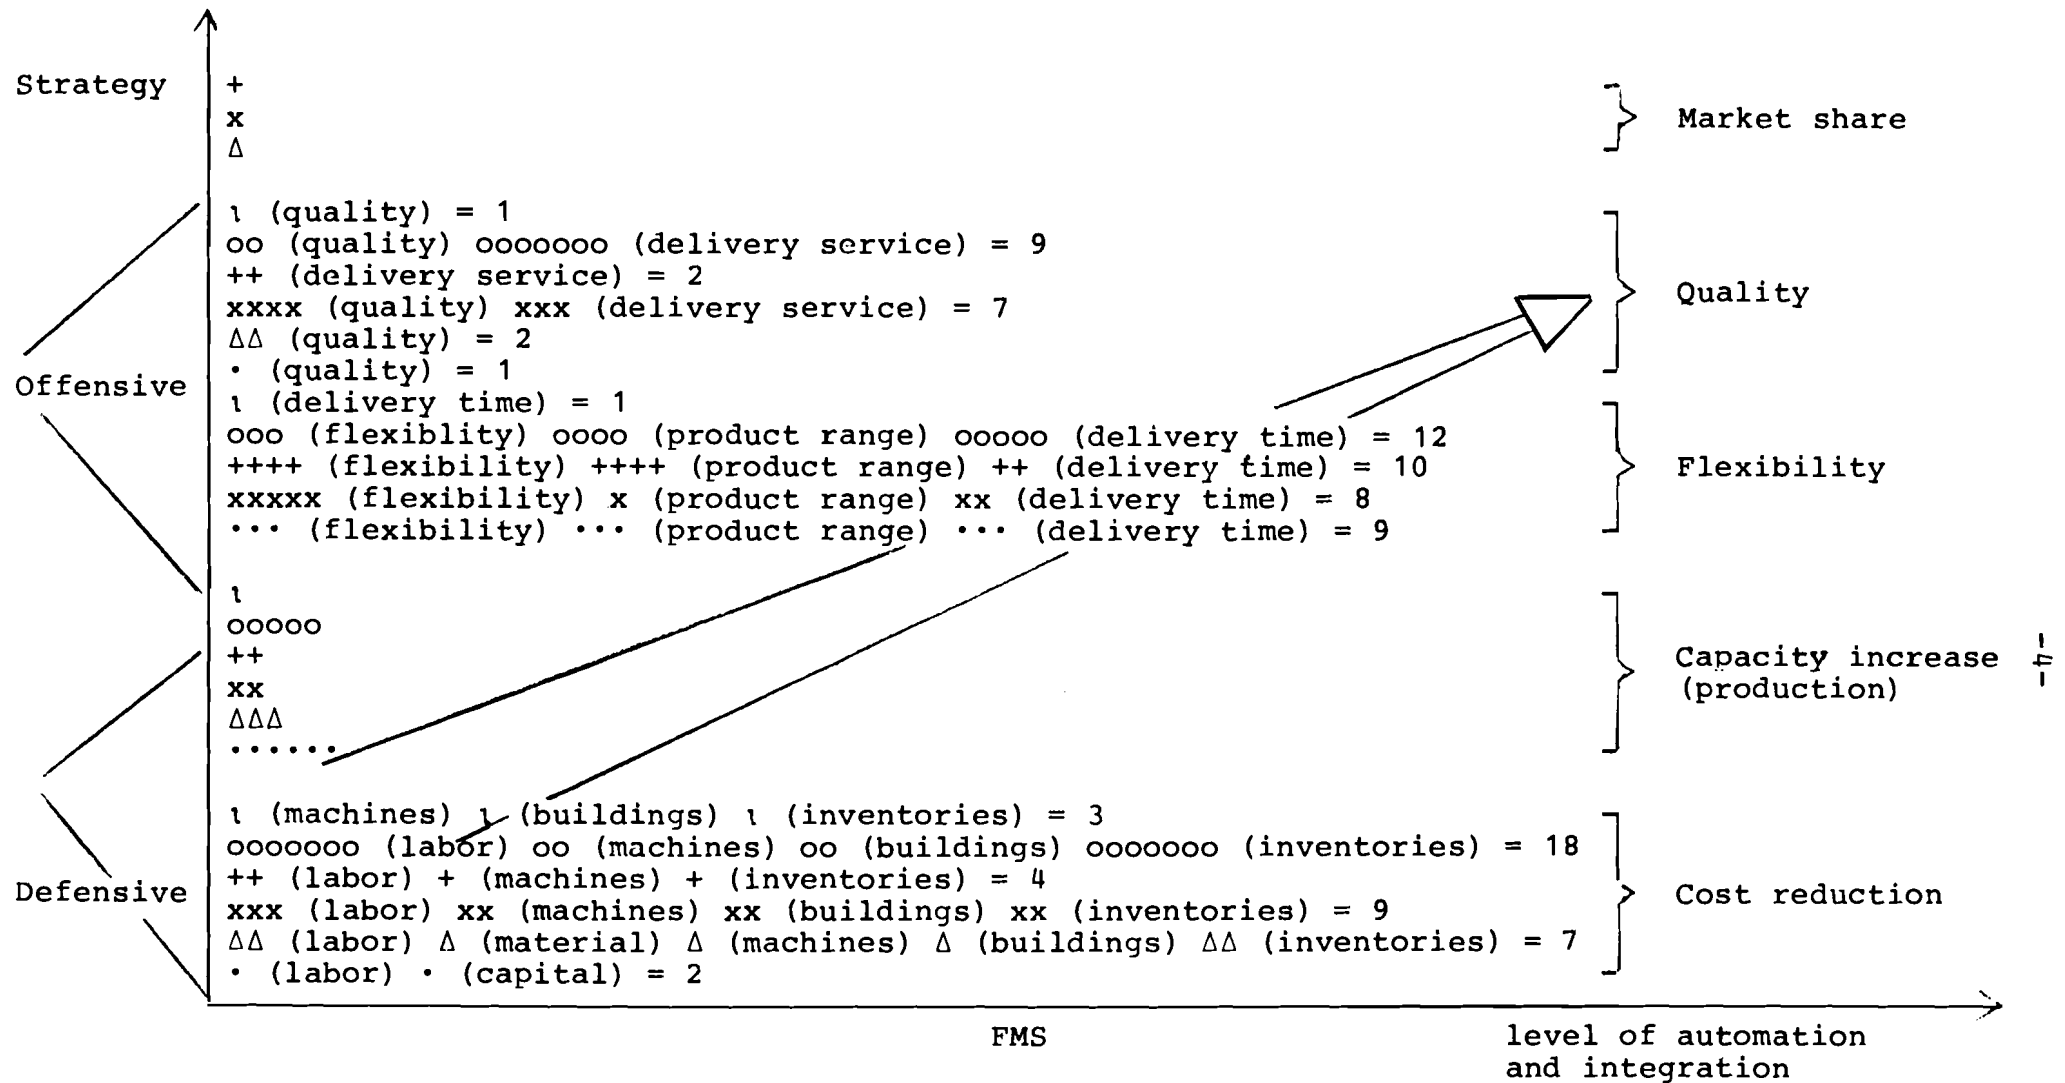 Strategy
+
x
Δ
Market share
ι (quality) = 1
oo (quality) ooooooo (delivery service) = 9
++ (delivery service) = 2
xxxx (quality) xxx (delivery service) = 7
ΔΔ (quality) = 2
• (quality) = 1
Quality
Offensive
ι (delivery time) = 1
ooo (flexiblity) oooo (product range) ooooo (delivery time) = 12
++++ (flexibility) ++++ (product range) ++ (delivery time) = 10
xxxxx (flexibility) x (product range) xx (delivery time) = 8
••• (flexibility) ••• (product range) ••• (delivery time) = 9
Flexibility
ι
ooooo
++
xx
ΔΔΔ
••••••
Capacity increase
(production)
-4-
ι (machines) ι (buildings) ι (inventories) = 3
ooooooo (labor) oo (machines) oo (buildings) ooooooo (inventories) = 18
++ (labor) + (machines) + (inventories) = 4
xxx (labor) xx (machines) xx (buildings) xx (inventories) = 9
ΔΔ (labor) Δ (material) Δ (machines) Δ (buildings) ΔΔ (inventories) = 7
• (labor) • (capital) = 2
Defensive
Cost reduction
FMS
level of automation
and integration